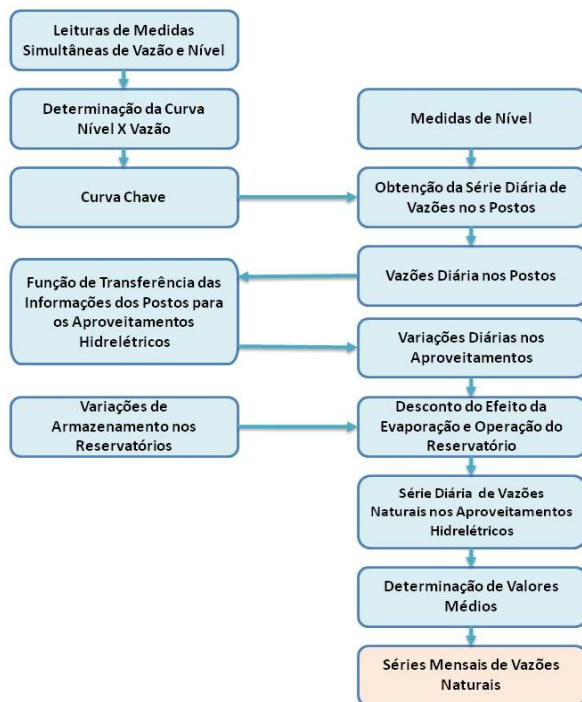 Leituras de Medidas
Simultâneas de Vazão e Nível
Determinação da Curva
Nível X Vazão
Medidas de Nível
Curva Chave
Obtenção da Série Diária de
Vazões no s Postos
Função de Transferência das
Informações dos Postos para
os Aproveitamentos
Hidrelétricos
Vazões Diária nos Postos
Variações Diárias nos
Aproveitamentos
Variações de
Armazenamento nos
Reservatórios
Desconto do Efeito da
Evaporação e Operação do
Reservatório
Série Diária de Vazões
Naturais nos Aproveitamentos
Hidrelétricos
Determinação de Valores
Médios
Séries Mensais de Vazões
Naturais